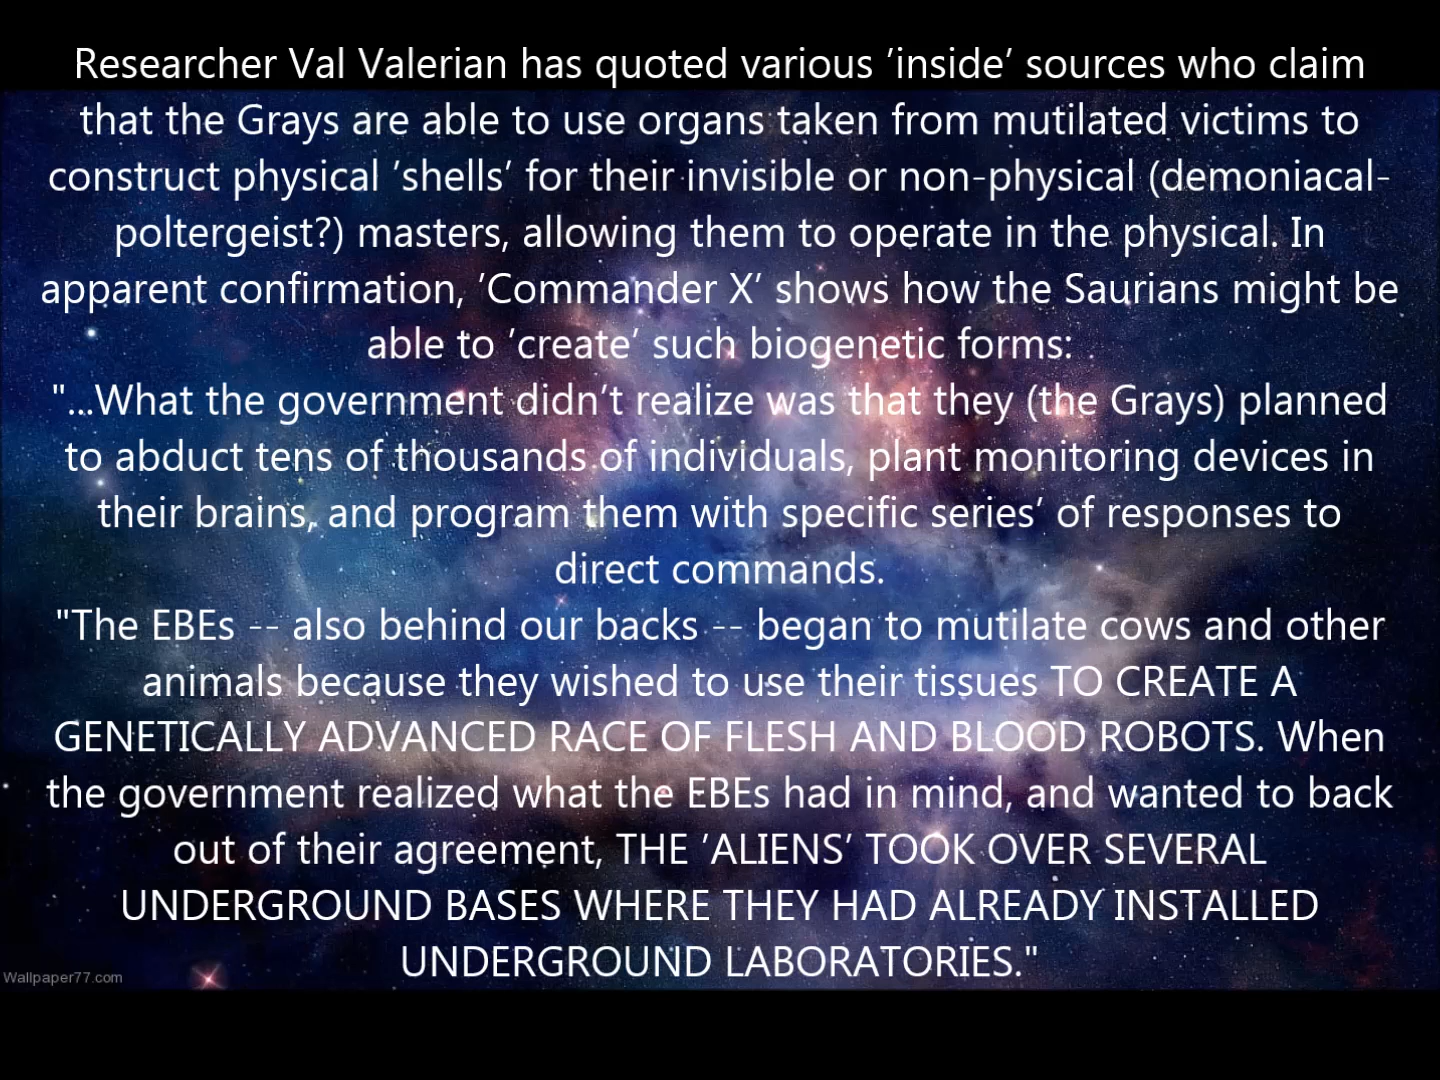 Researcher Val Valerian has quoted various ’inside’ sources who claim
that the Grays are able to use organs taken from mutilated victims to
construct physical ’shells’ for their invisible or non-physical (demoniacal-
poltergeist?) masters, allowing them to operate in the physical. In
apparent confirmation, ’Commander X’ shows how the Saurians might be
able to ’create’ such biogenetic forms:
"...What the government didn’t realize was that they (the Grays) planned
to abduct tens of thousands of individuals, plant monitoring devices in
their brains, and program them with specific series’ of responses to
direct commands.
"The EBEs -- also behind our backs -- began to mutilate cows and other
animals because they wished to use their tissues TO CREATE A
GENETICALLY ADVANCED RACE OF FLESH AND BLOOD ROBOTS. When
the government realized what the EBEs had in mind, and wanted to back
out of their agreement, THE ’ALIENS’ TOOK OVER SEVERAL
UNDERGROUND BASES WHERE THEY HAD ALREADY INSTALLED
UNDERGROUND LABORATORIES."
Wallpaper77.com